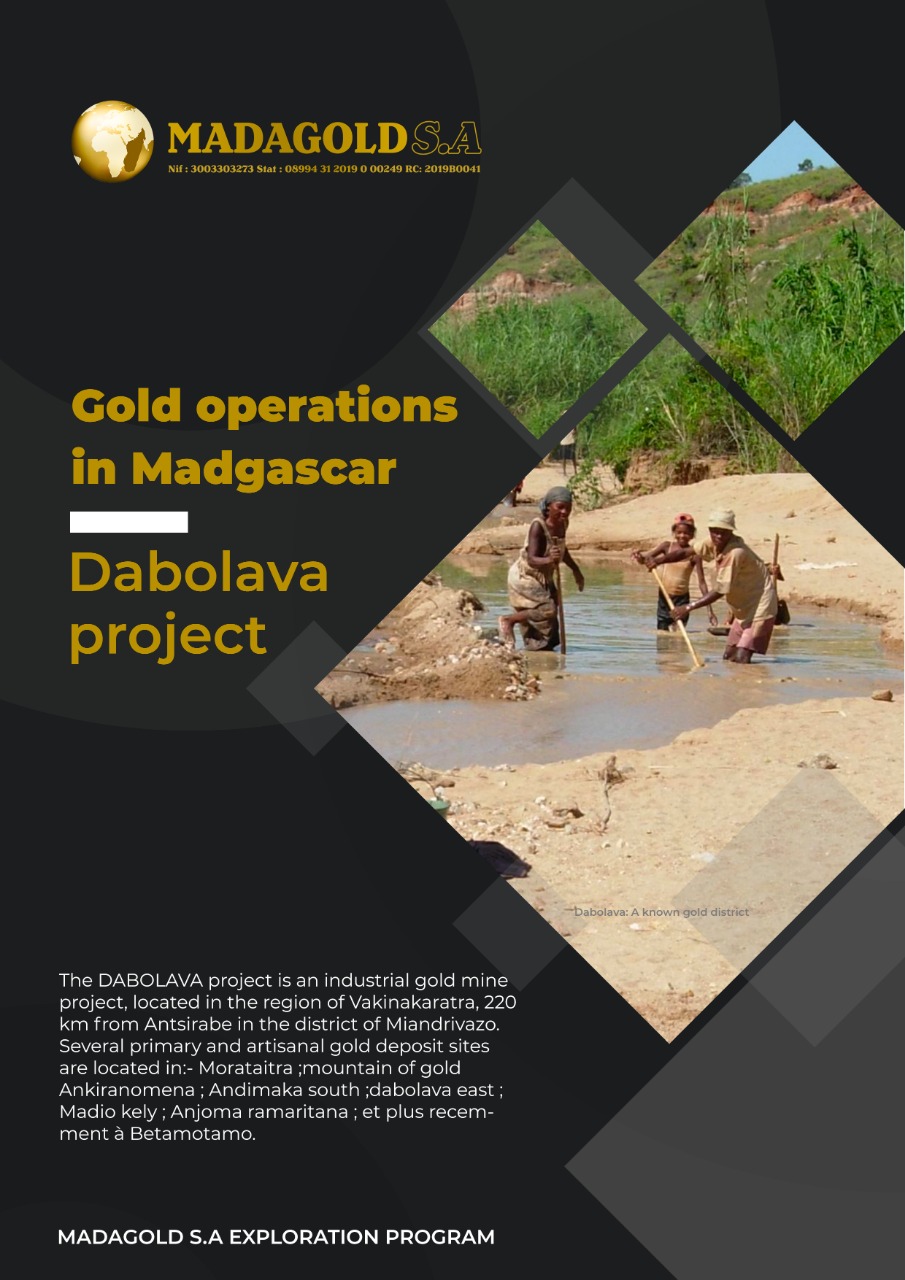 MADAGOLD S.A
Nif : 3003303273 Stat : 08994 31 2019 0 00249 RC: 2019B0041
Gold operations
in Madgascar
Dabolava
project
Dabolava: A known gold district
The DABOLAVA project is an industrial gold mine
project, located in the region of Vakinakaratra, 220
km from Antsirabe in the district of Miandrivazo.
Several primary and artisanal gold deposit sites
are located in:- Morataitra ;mountain of gold
Ankiranomena ; Andimaka south ;dabolava east ;
Madio kely ; Anjoma ramaritana ; et plus recem-
ment à Betamotamo.
MADAGOLD S.A EXPLORATION PROGRAM